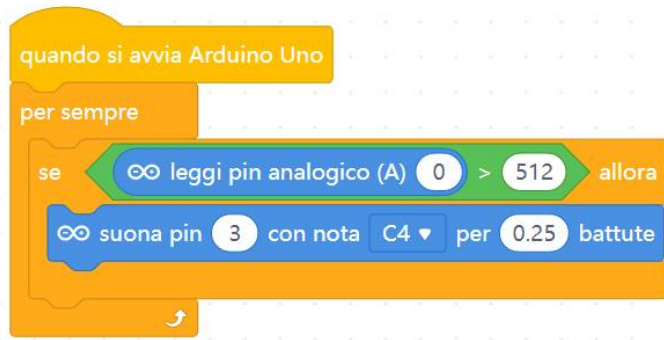 quando si avvia Arduino Uno
per sempre
se leggi pin analogico (A) 0 > 512 allora
suona pin 3 con nota C4 per 0.25 battute